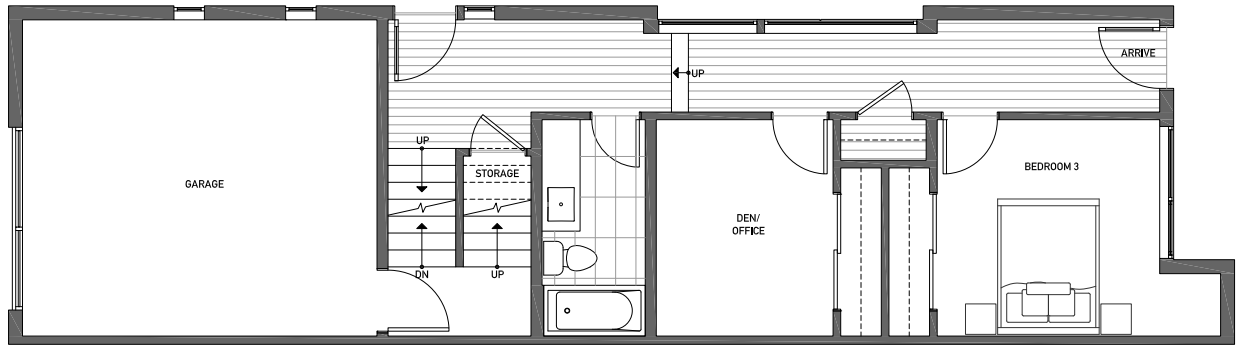 ARRIVE
UP
UP
STORAGE
BEDROOM 3
GARAGE
DEN/
OFFICE
DN
UP